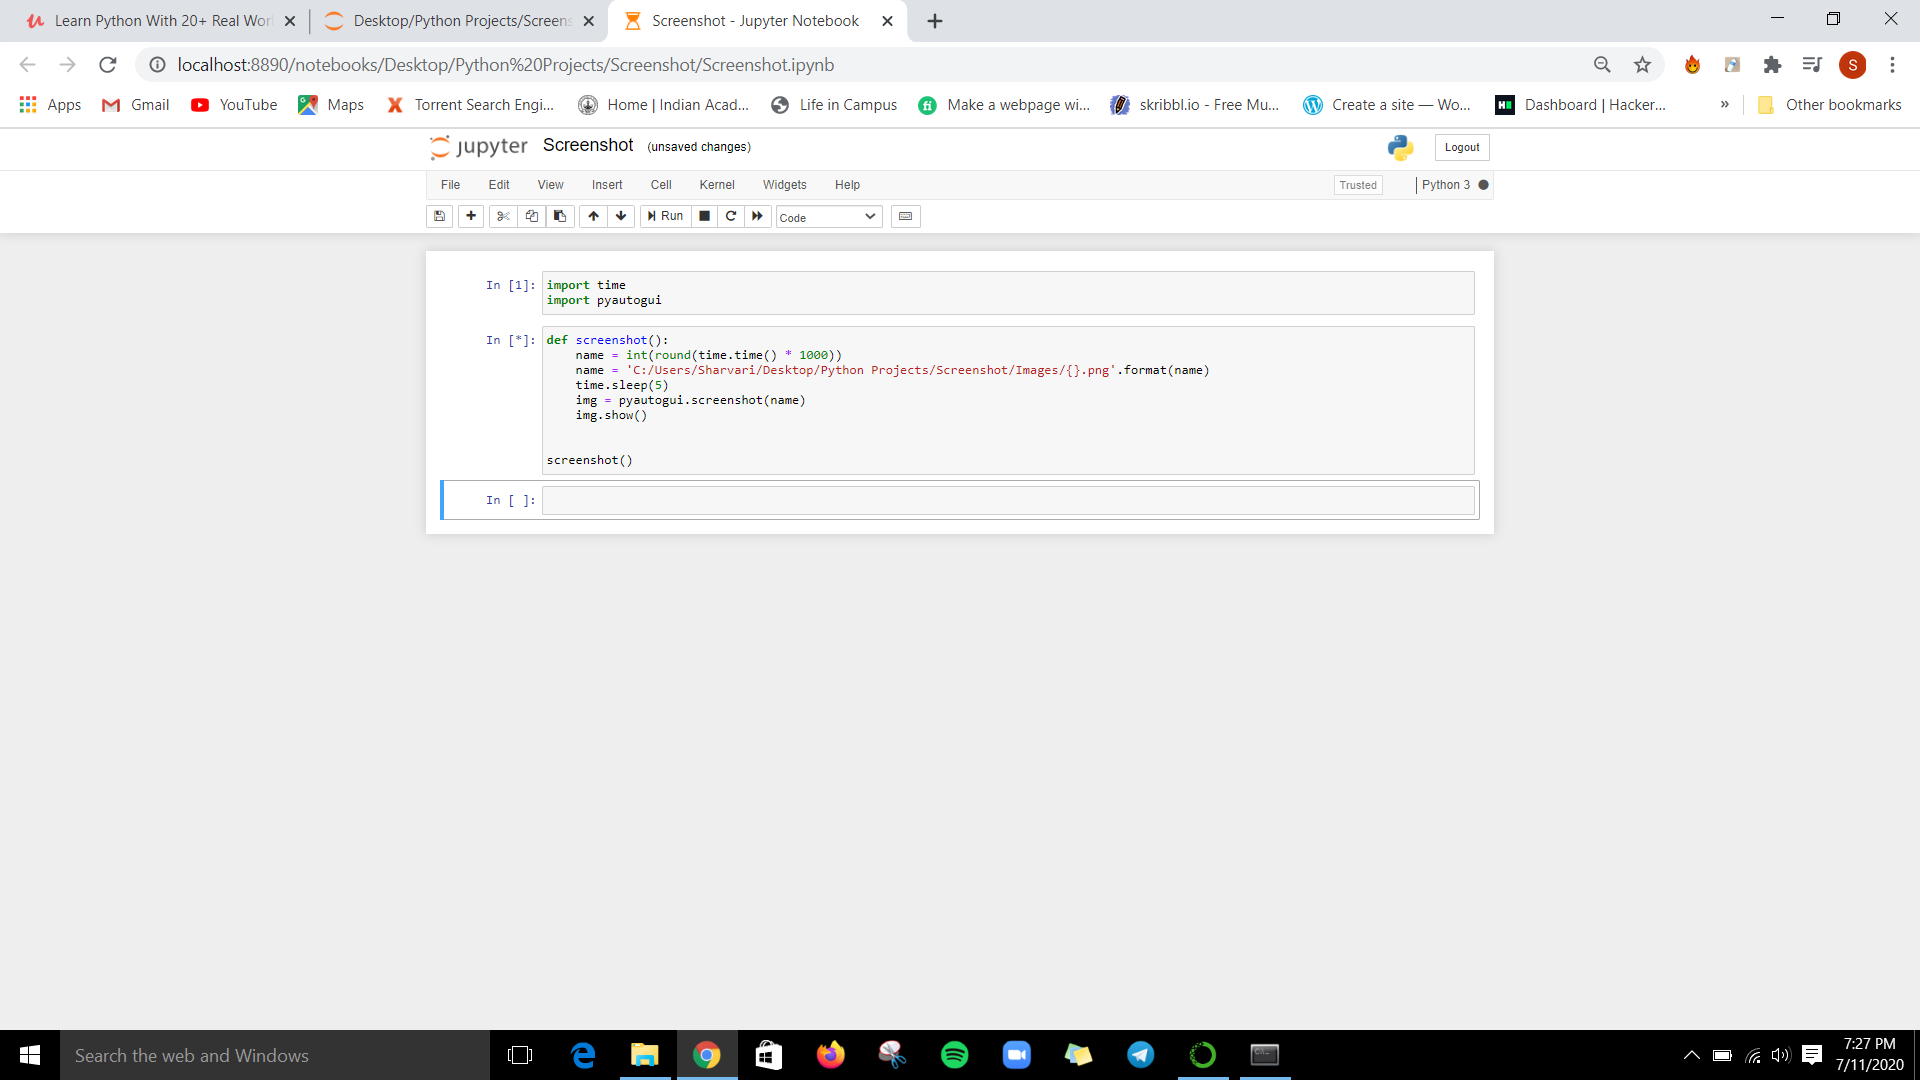 Learn Python With 20+ Real Wor
Desktop/Python Projects/Screens
Screenshot - Jupyter Notebook
localhost:8890/notebooks/Desktop/Python%20Projects/Screenshot/Screenshot.ipynb
S
Apps
Gmail
YouTube
Maps
Torrent Search Engi...
Home | Indian Acad...
Life in Campus
Make a webpage wi...
skribbl.io - Free Mu...
Create a site — Wo...
Dashboard | Hacker...
»
Other bookmarks
jupyter Screenshot (unsaved changes)
Logout
File Edit View Insert Cell Kernel Widgets Help
Trusted
Python 3
Run
Code
In [1]: import time
import pyautogui
In [*]: def screenshot():
    name = int(round(time.time() * 1000))
    name = 'C:/Users/Sharvari/Desktop/Python Projects/Screenshot/Images/{}.png'.format(name)
    time.sleep(5)
    img = pyautogui.screenshot(name)
    img.show()
screenshot()
In [ ]:
Search the web and Windows
7:27 PM
7/11/2020